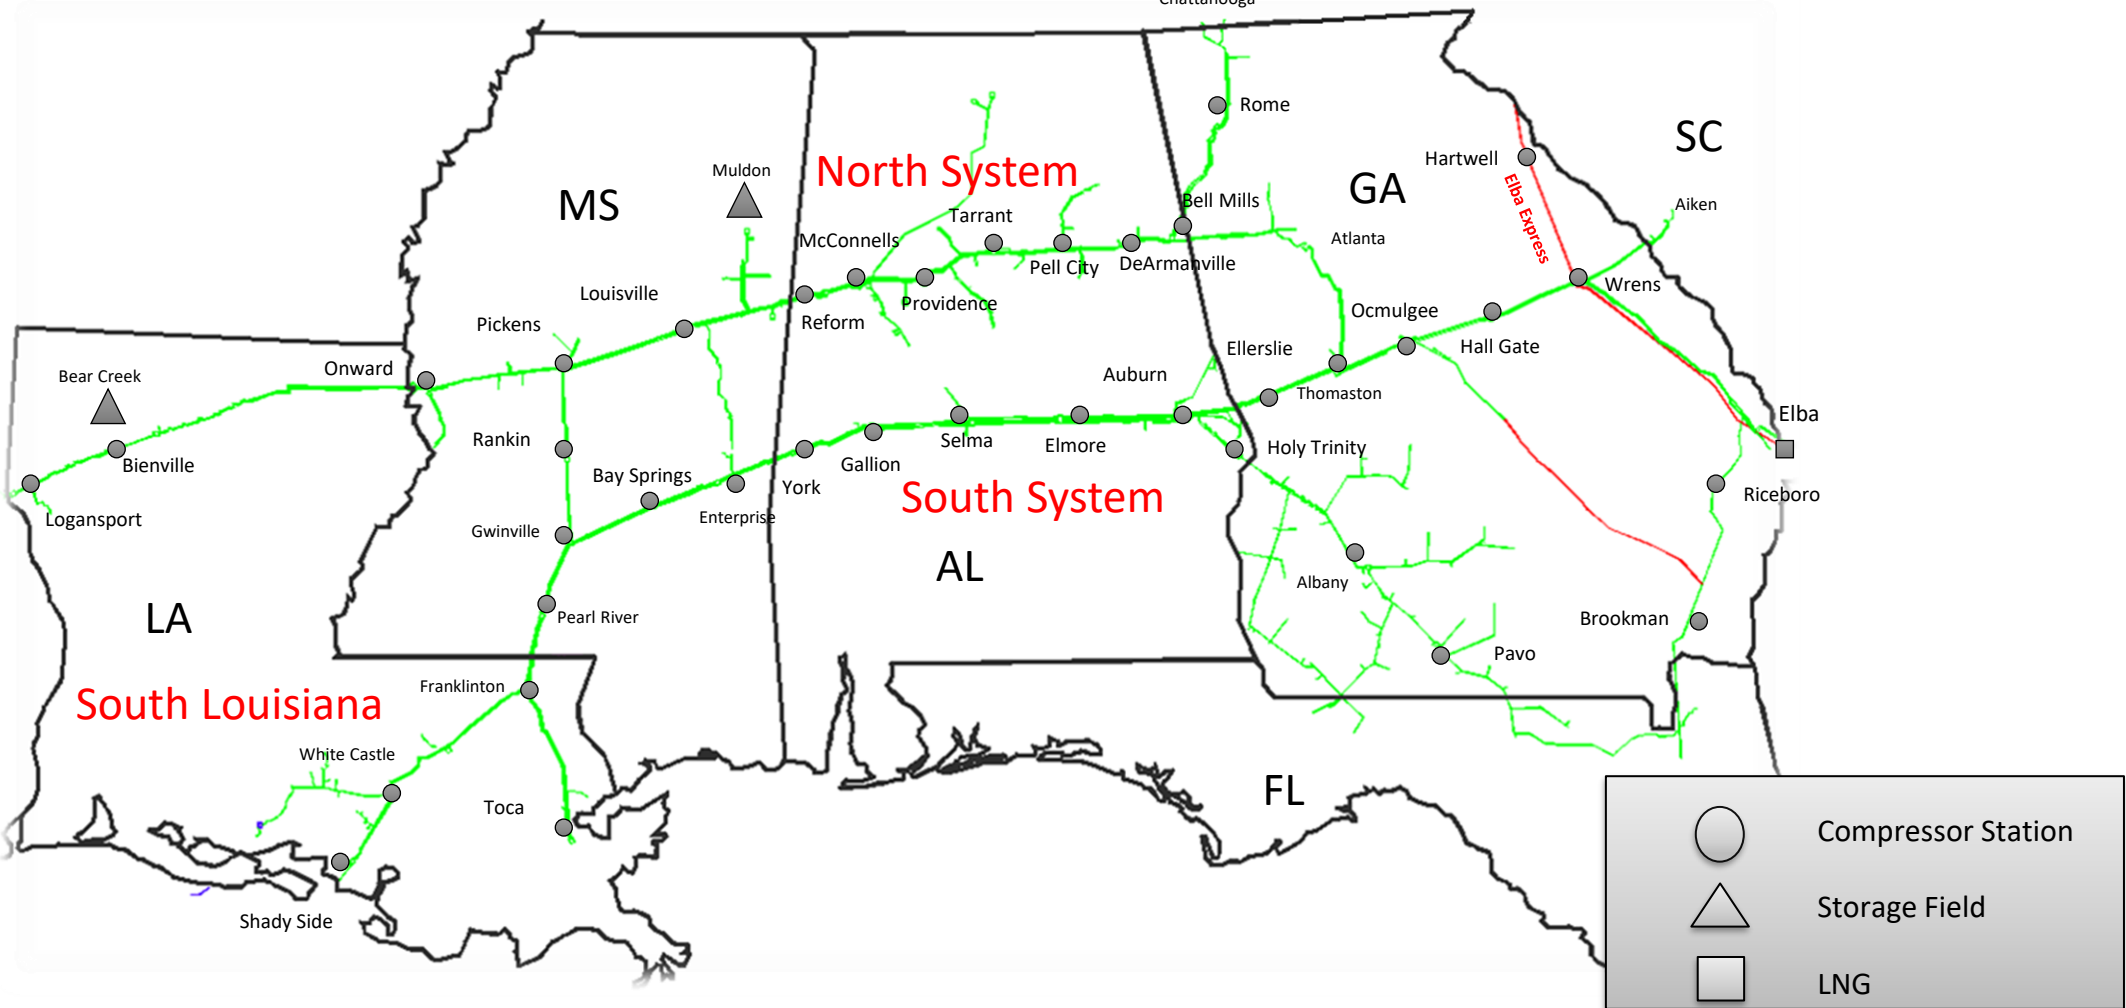 Chattanooga
Rome
SC
Hartwell
North System
Muldon
MS
GA
Elba Express
Bell Mills
Aiken
Tarrant
McConnells
Atlanta
Pell City
DeArmanville
Louisville
Wrens
Providence
Ocmulgee
Pickens
Reform
Hall Gate
Ellerslie
Onward
Auburn
Bear Creek
Thomaston
Elba
Rankin
Selma
Elmore
Holy Trinity
Bienville
Gallion
Bay Springs
York
South System
Riceboro
Logansport
Enterprise
Gwinville
AL
Albany
LA
Pearl River
Brookman
Pavo
Franklinton
South Louisiana
White Castle
Toca
FL
Shady Side
Compressor Station
Storage Field
LNG